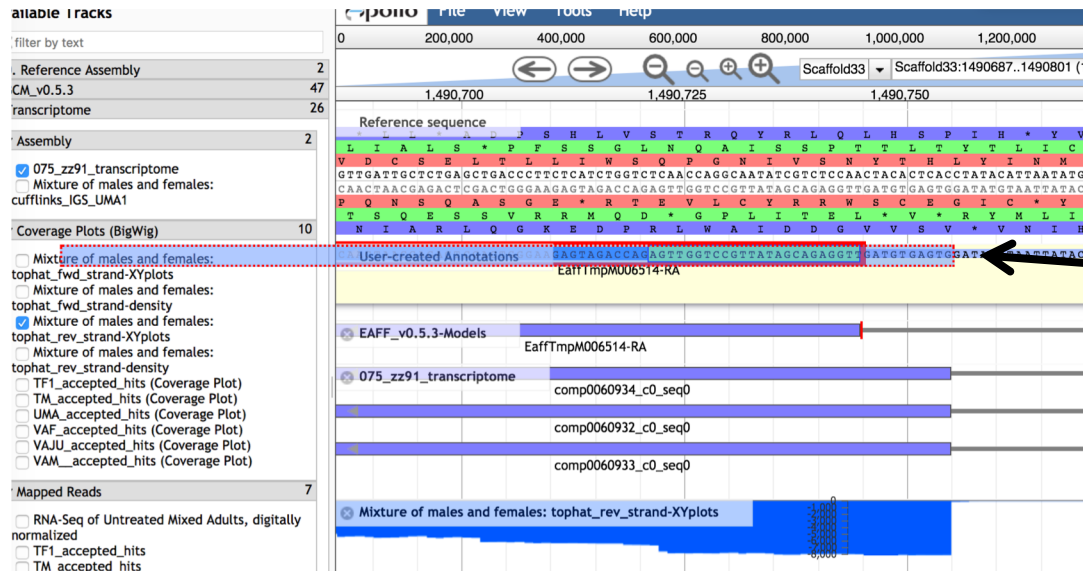 ailable Tracks
filter by text
. Reference Assembly 2
CM_v0.5.3 47
ranscriptome 26
Assembly 2
075_zz91_transcriptome
Mixture of males and females:
cufflinks_IGS_UMA1
Coverage Plots (BigWig) 10
Mixture of males and females:
tophat_fwd_strand-XYplots
Mixture of males and females:
tophat_fwd_strand-density
Mixture of males and females:
tophat_rev_strand-XYplots
Mixture of males and females:
tophat_rev_strand-density
TF1_accepted_hits (Coverage Plot)
TM_accepted_hits (Coverage Plot)
UMA_accepted_hits (Coverage Plot)
VAF_accepted_hits (Coverage Plot)
VAJU_accepted_hits (Coverage Plot)
VAM__accepted_hits (Coverage Plot)
Mapped Reads 7
RNA-Seq of Untreated Mixed Adults, digitally
normalized
TF1_accepted_hits
TM_accepted_hits
Apollo File View Tools Help
0 200,000 400,000 600,000 800,000 1,000,000 1,200,000
Scaffold33 Scaffold33:1490687..1490801 (1
1,490,700 1,490,725 1,490,750
Reference sequence
* L L * A D P S H L V S T R Q Y R L Q L H S P I H * Y V
L I A L S * P F S S G L N Q A I S S P T T L T Y T L I C
V D C S E L T L L I W S Q P G N I V S N Y T H L Y I N M
GTTGATTGCTCTGAGCTGACCCTTCTCATCTGGTCTCAACCAGGCAATATCGTCTCCAACTACACTCACCTATACATTAATATG
CAACTAACGAGACTCGACTGGGAAGAGTAGACCAGAGTTGGTCCGTTATAGCAGAGGTTGATGTGAGTGGATATGTAATTATAC
P Q N S Q A S G E * R T E V L C Y R R W S C E G I C * Y
T S Q E S S V R R M Q D * G P L I T E L * V * R Y M L I
N I A R L Q G K E D P R L W A I D D G V V S V * V N I H
User-created Annotations
GAGTAGACCAGAGTTGGTCCGTTATAGCAGAGGTTGATGTGAGTGGATA
EaffTmpM006514-RA
EAFF_v0.5.3-Models
EaffTmpM006514-RA
075_zz91_transcriptome
comp0060934_c0_seq0
comp0060932_c0_seq0
comp0060933_c0_seq0
Mixture of males and females: tophat_rev_strand-XYplots